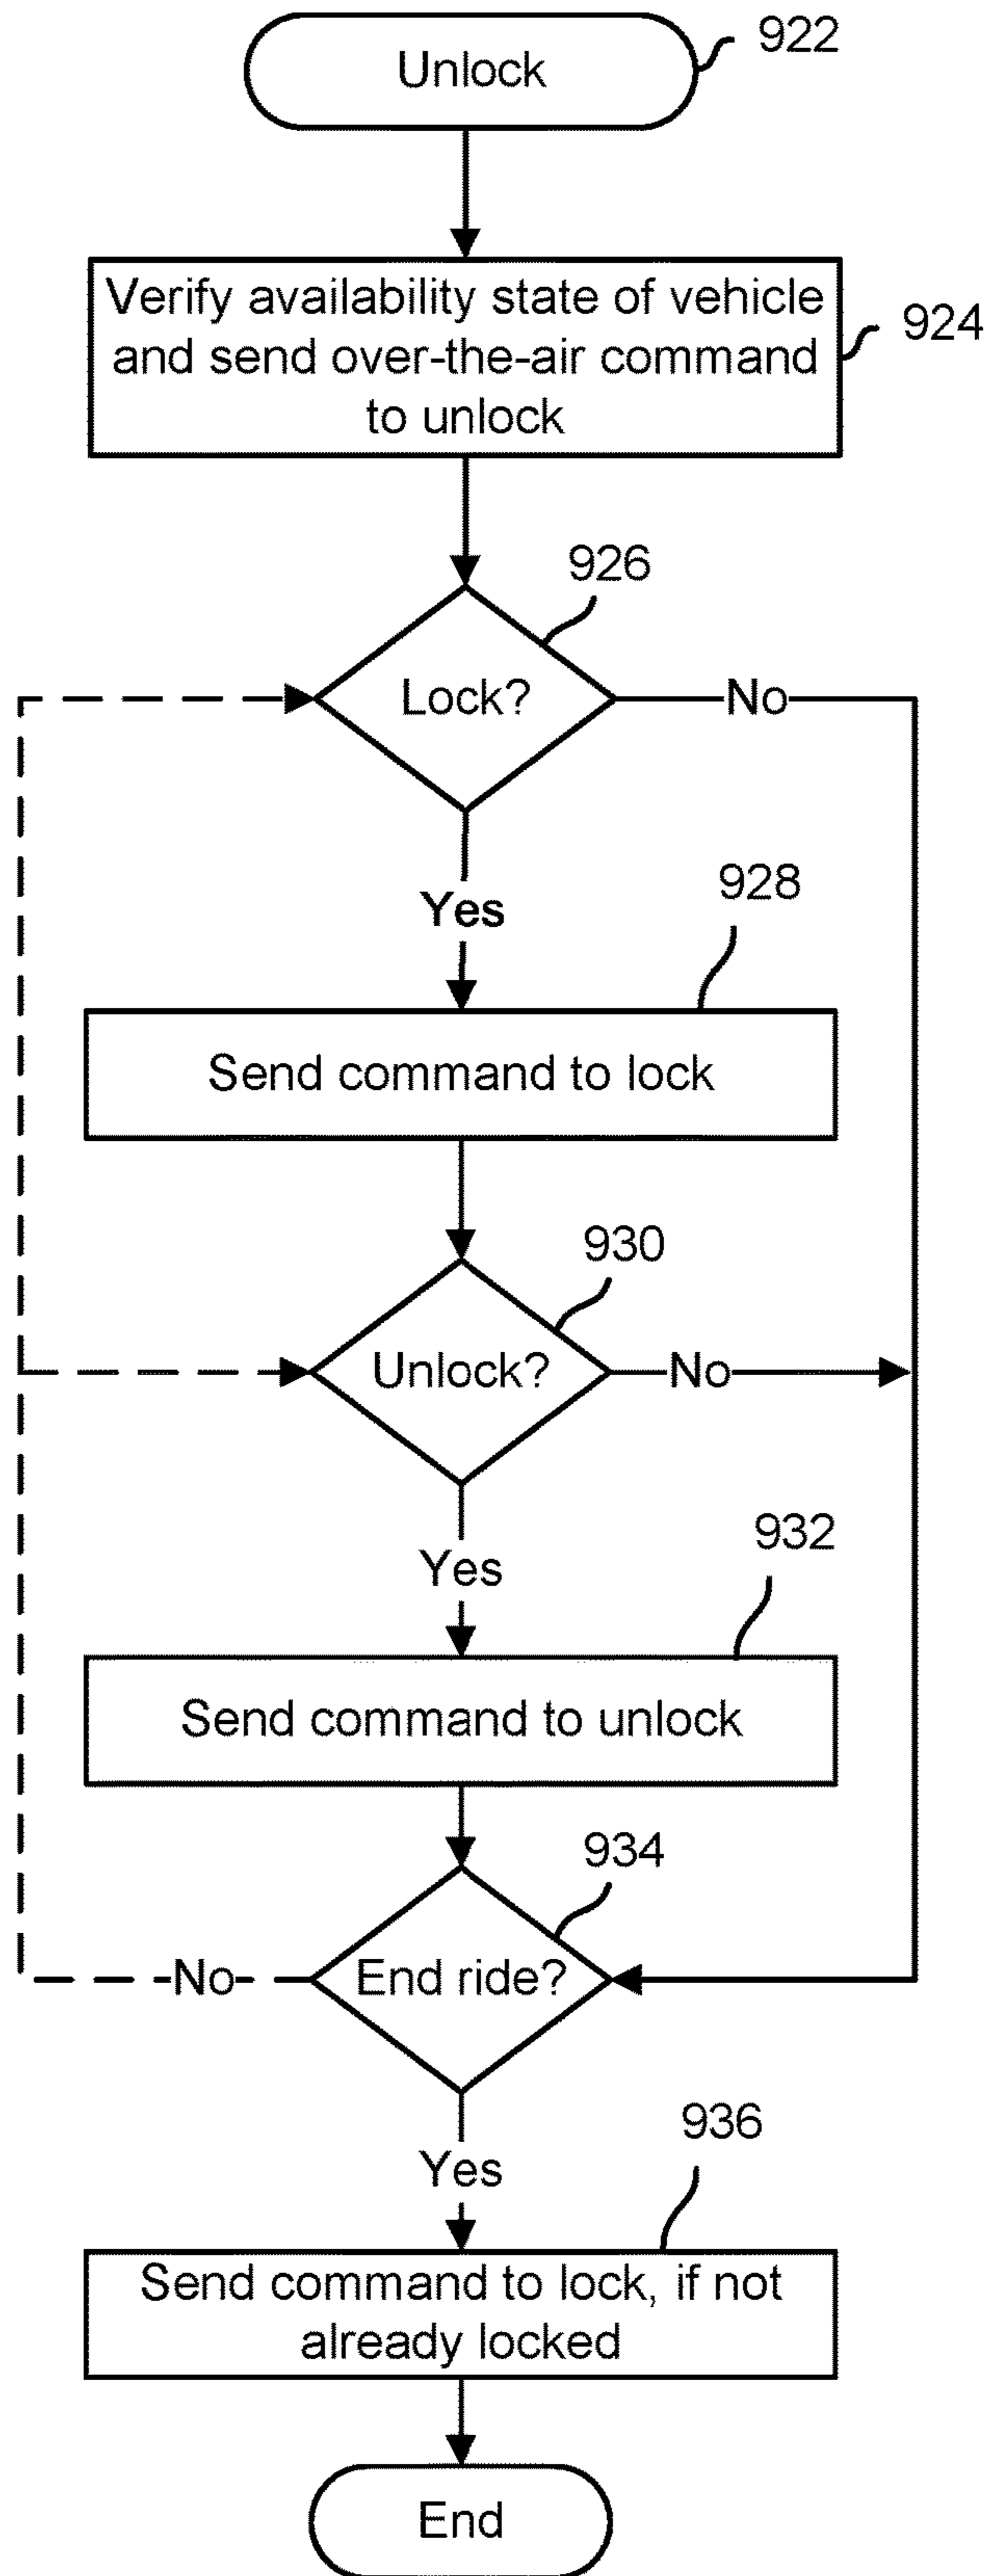 Unlock
922
Verify availability state of vehicle
and send over-the-air command
to unlock
924
926
Lock?
No
Yes
928
Send command to lock
930
Unlock?
No
Yes
932
Send command to unlock
934
End ride?
No
Yes
936
Send command to lock, if not
already locked
End